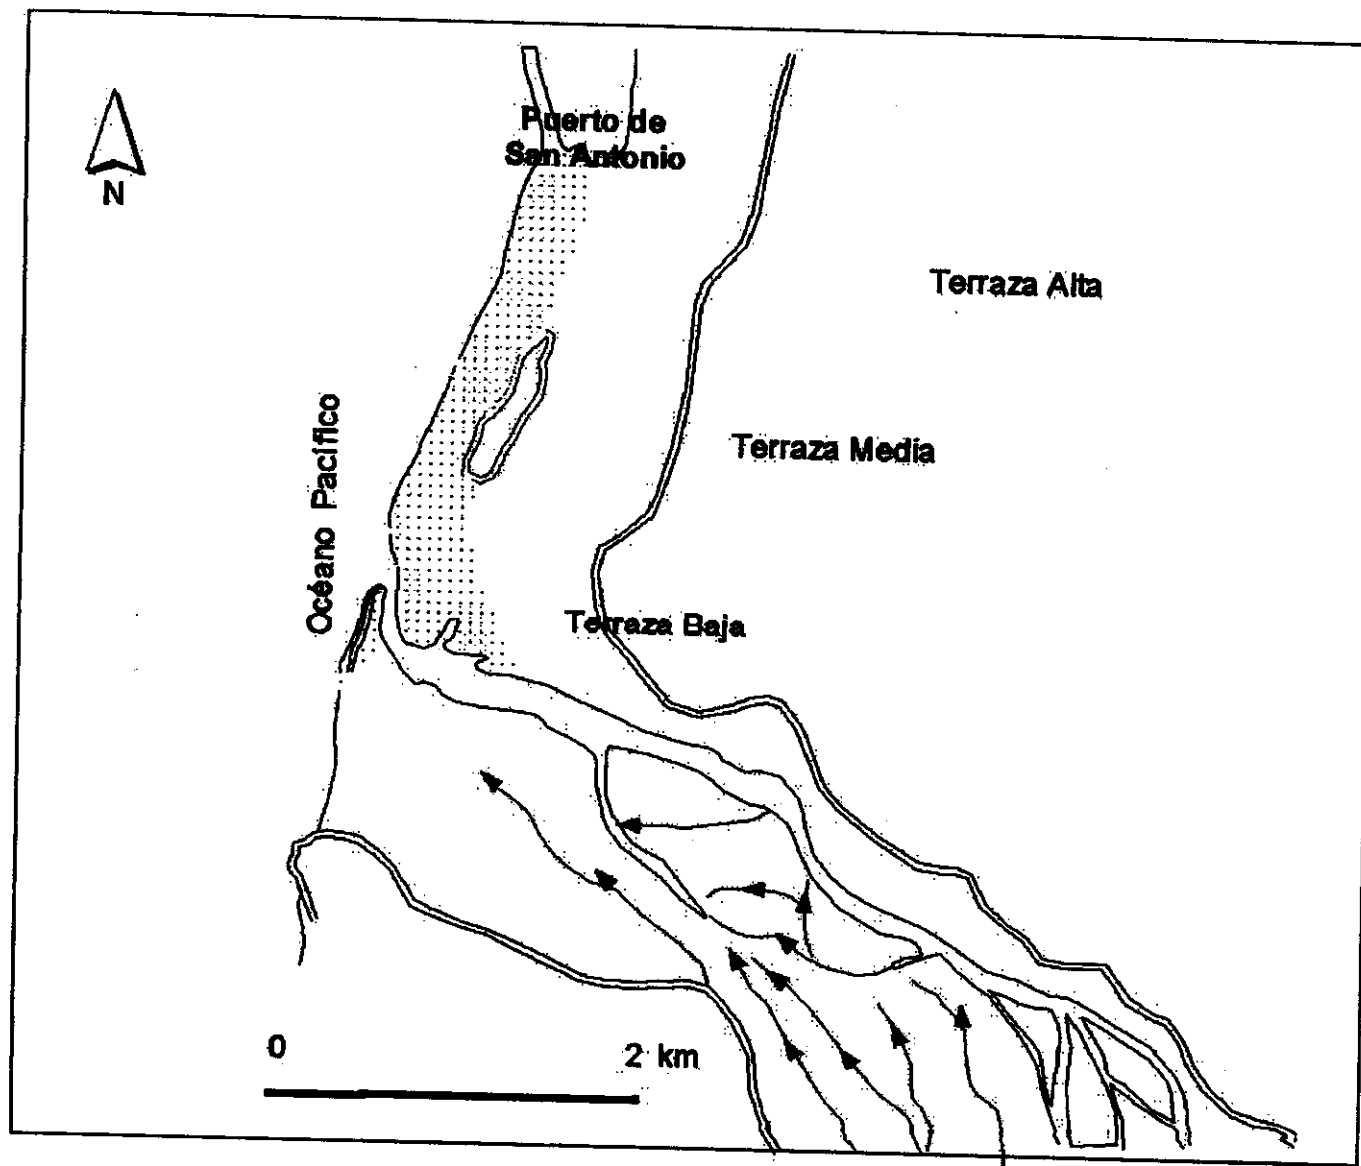 Puerto de
San Antonio
N
Terraza Alta
Océano Pacífico
Terraza Media
Terraza Baja
0 2 km